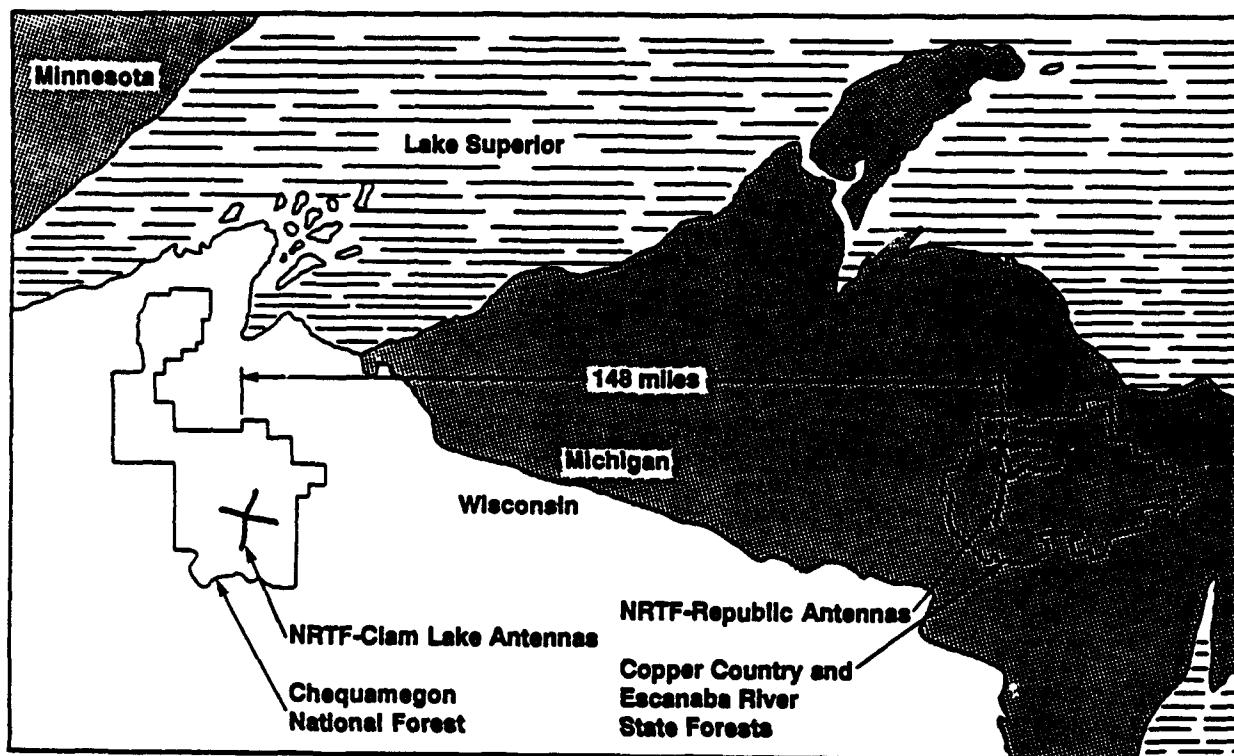 Minnesota
Lake Superior
148 miles
Michigan
Wisconsin
NRTF-Clam Lake Antennas
Chequamegon
National Forest
NRTF-Republic Antennas
Copper Country and
Escanaba River
State Forests